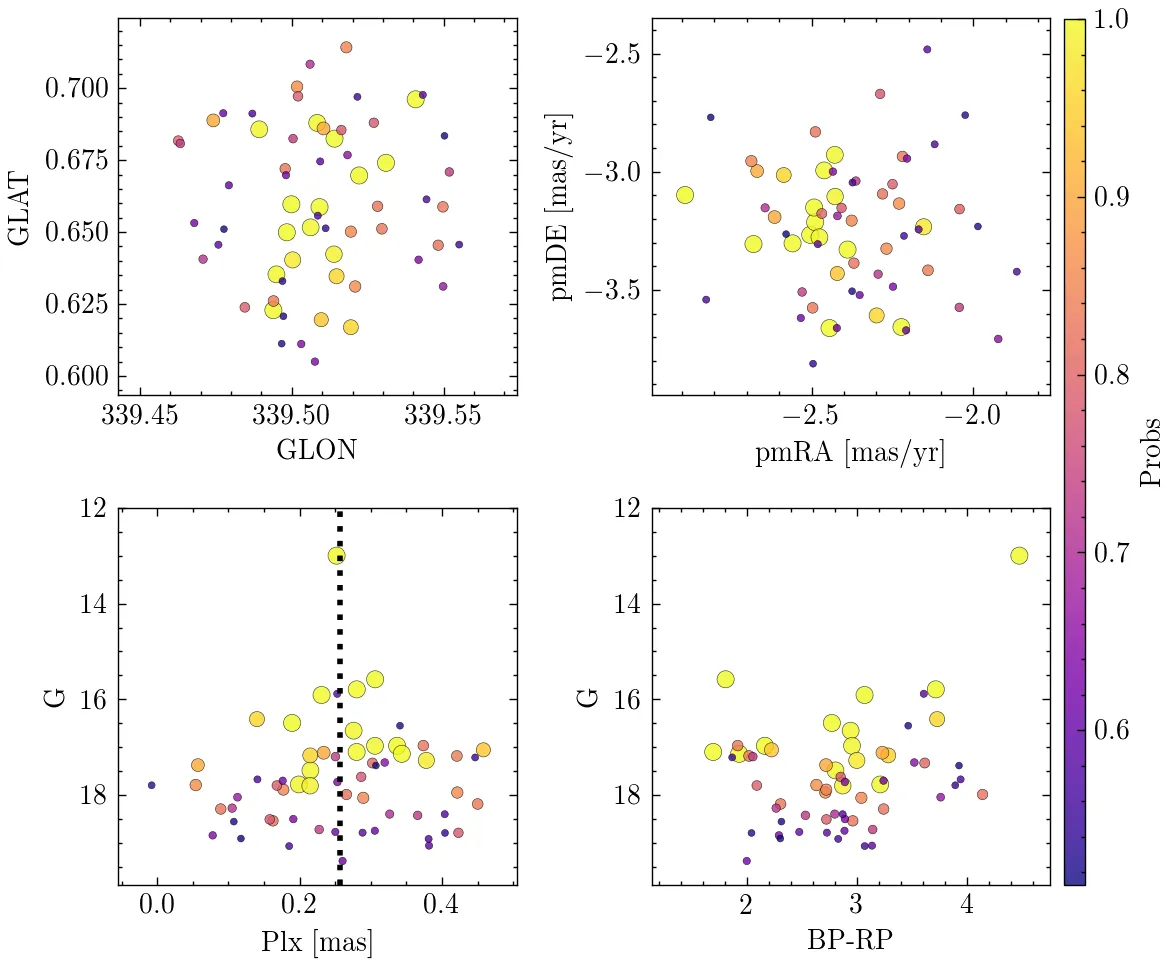 0.700
0.675
0.650
0.625
0.600
GLAT
339.45 339.50 339.55
GLON
−2.5
−3.0
−3.5
pmDE [mas/yr]
−2.5 −2.0
pmRA [mas/yr]
1.0
0.9
0.8
0.7
0.6
Probs
12
14
16
18
G
0.0 0.2 0.4
Plx [mas]
12
14
16
18
G
2 3 4
BP-RP